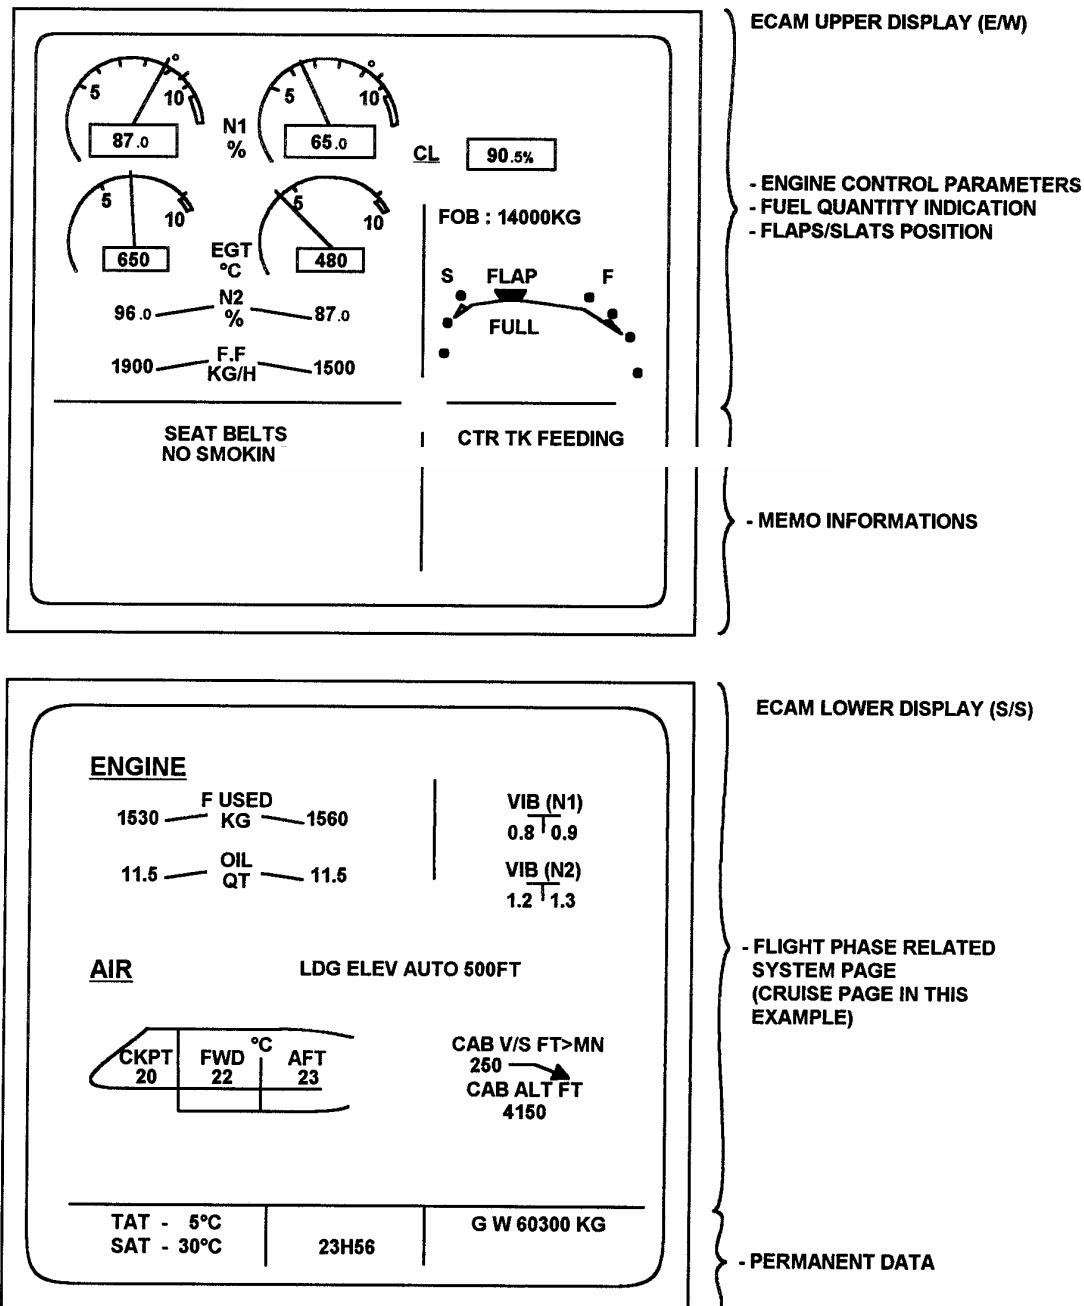 ECAM UPPER DISPLAY (E/W)
5 10 5 10
87.0 N1 % 65.0
CL 90.5%
5 10 5 10
650 EGT °C 480
96.0 N2 % 87.0
1900 F.F KG/H 1500
FOB : 14000KG
S FLAP F
FULL
- ENGINE CONTROL PARAMETERS
- FUEL QUANTITY INDICATION
- FLAPS/SLATS POSITION
SEAT BELTS
NO SMOKIN
CTR TK FEEDING
- MEMO INFORMATIONS
ECAM LOWER DISPLAY (S/S)
ENGINE
F USED
1530 KG 1560
OIL
11.5 QT 11.5
VIB (N1)
0.8 0.9
VIB (N2)
1.2 1.3
AIR
LDG ELEV AUTO 500FT
°C
CKPT FWD AFT
20 22 23
CAB V/S FT>MN
250
CAB ALT FT
4150
- FLIGHT PHASE RELATED
SYSTEM PAGE
(CRUISE PAGE IN THIS
EXAMPLE)
TAT - 5°C
SAT - 30°C
23H56
G W 60300 KG
- PERMANENT DATA